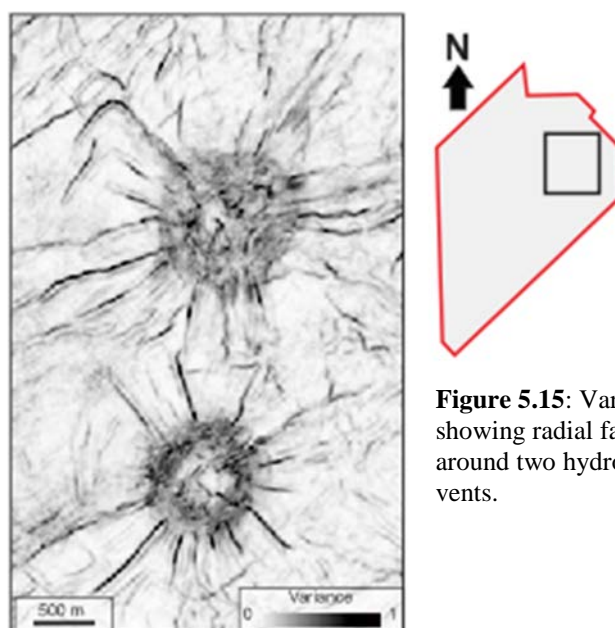 N
Figure 5.15: Var
showing radial fa
around two hydro
vents.
500 m
Variance
0
1